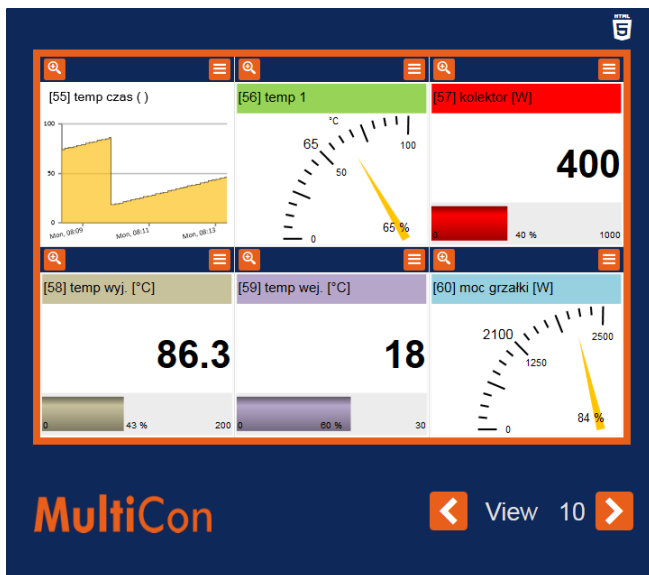 HTML
5
[55] temp czas ( )
100
50
0
Mon, 08:09
Mon, 08:11
Mon, 08:13
[56] temp 1
°C
65
50
100
0
65 %
[57] kolektor [W]
400
0
40 %
1000
[58] temp wyj. [°C]
86.3
0
43 %
200
[59] temp wej. [°C]
18
0
60 %
30
[60] moc grzałki [W]
2100
2500
1250
0
84 %
MultiCon
View 10